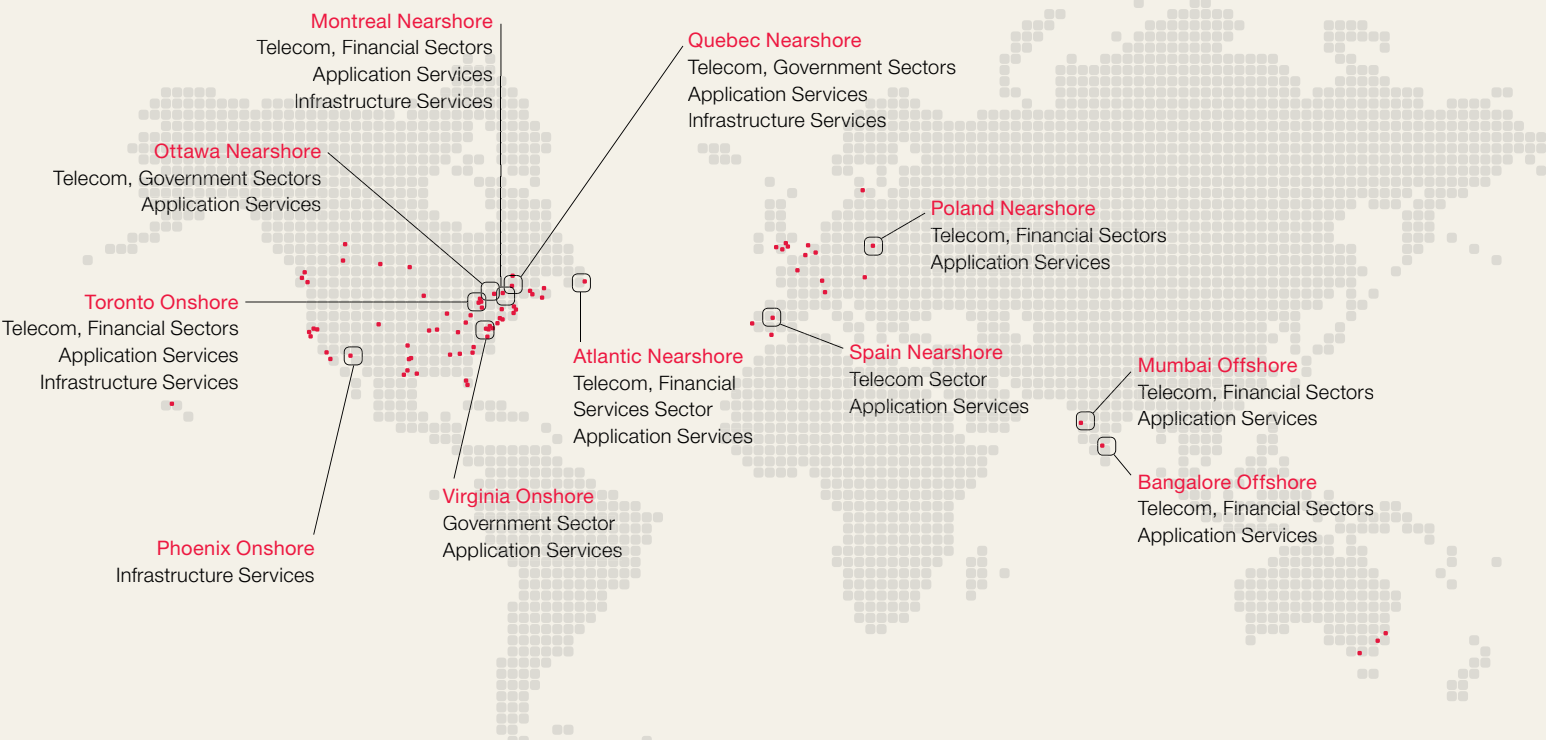 Montreal Nearshore
Telecom, Financial Sectors
Application Services
Infrastructure Services
Quebec Nearshore
Telecom, Government Sectors
Application Services
Infrastructure Services
Ottawa Nearshore
Telecom, Government Sectors
Application Services
Poland Nearshore
Telecom, Financial Sectors
Application Services
Toronto Onshore
Telecom, Financial Sectors
Application Services
Infrastructure Services
Atlantic Nearshore
Telecom, Financial
Services Sector
Application Services
Spain Nearshore
Telecom Sector
Application Services
Mumbai Offshore
Telecom, Financial Sectors
Application Services
Bangalore Offshore
Telecom, Financial Sectors
Application Services
Virginia Onshore
Government Sector
Application Services
Phoenix Onshore
Infrastructure Services